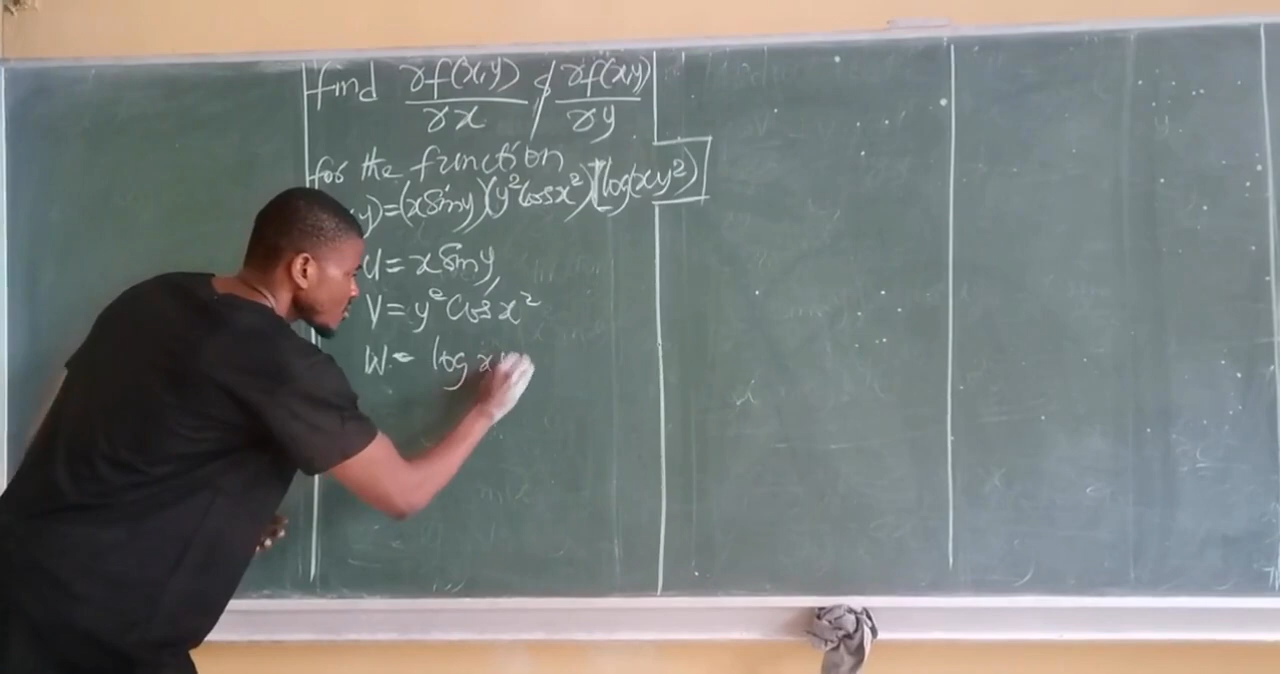 find ∂f(x,y)/∂x & ∂f(x,y)/∂y
for the function
y)=(x Sin y)(y² Cos x²)(log(xy²)
U = x Sin y
V = y² Cos x²
W = log x